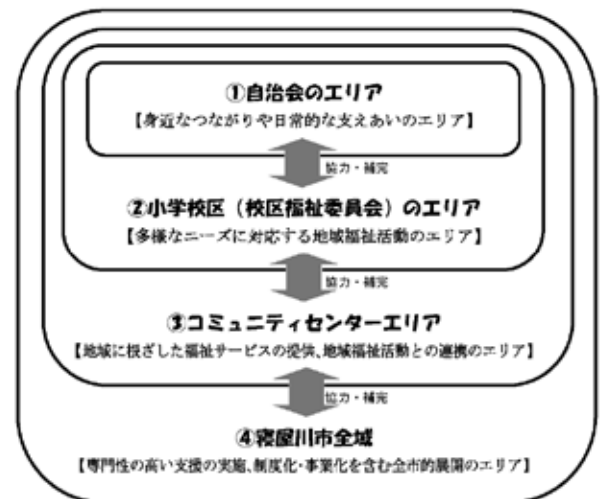 ①自治会のエリア
【身近なつながりや日常的な支えあいのエリア】
協力・補完
②小学校区（校区福祉委員会）のエリア
【多様なニーズに対応する地域福祉活動のエリア】
協力・補完
③コミュニティセンターエリア
【地域に根ざした福祉サービスの提供、地域福祉活動との連携のエリア】
協力・補完
④寝屋川市全域
【専門性の高い支援の実施、制度化・事業化を含む全市的展開のエリア】